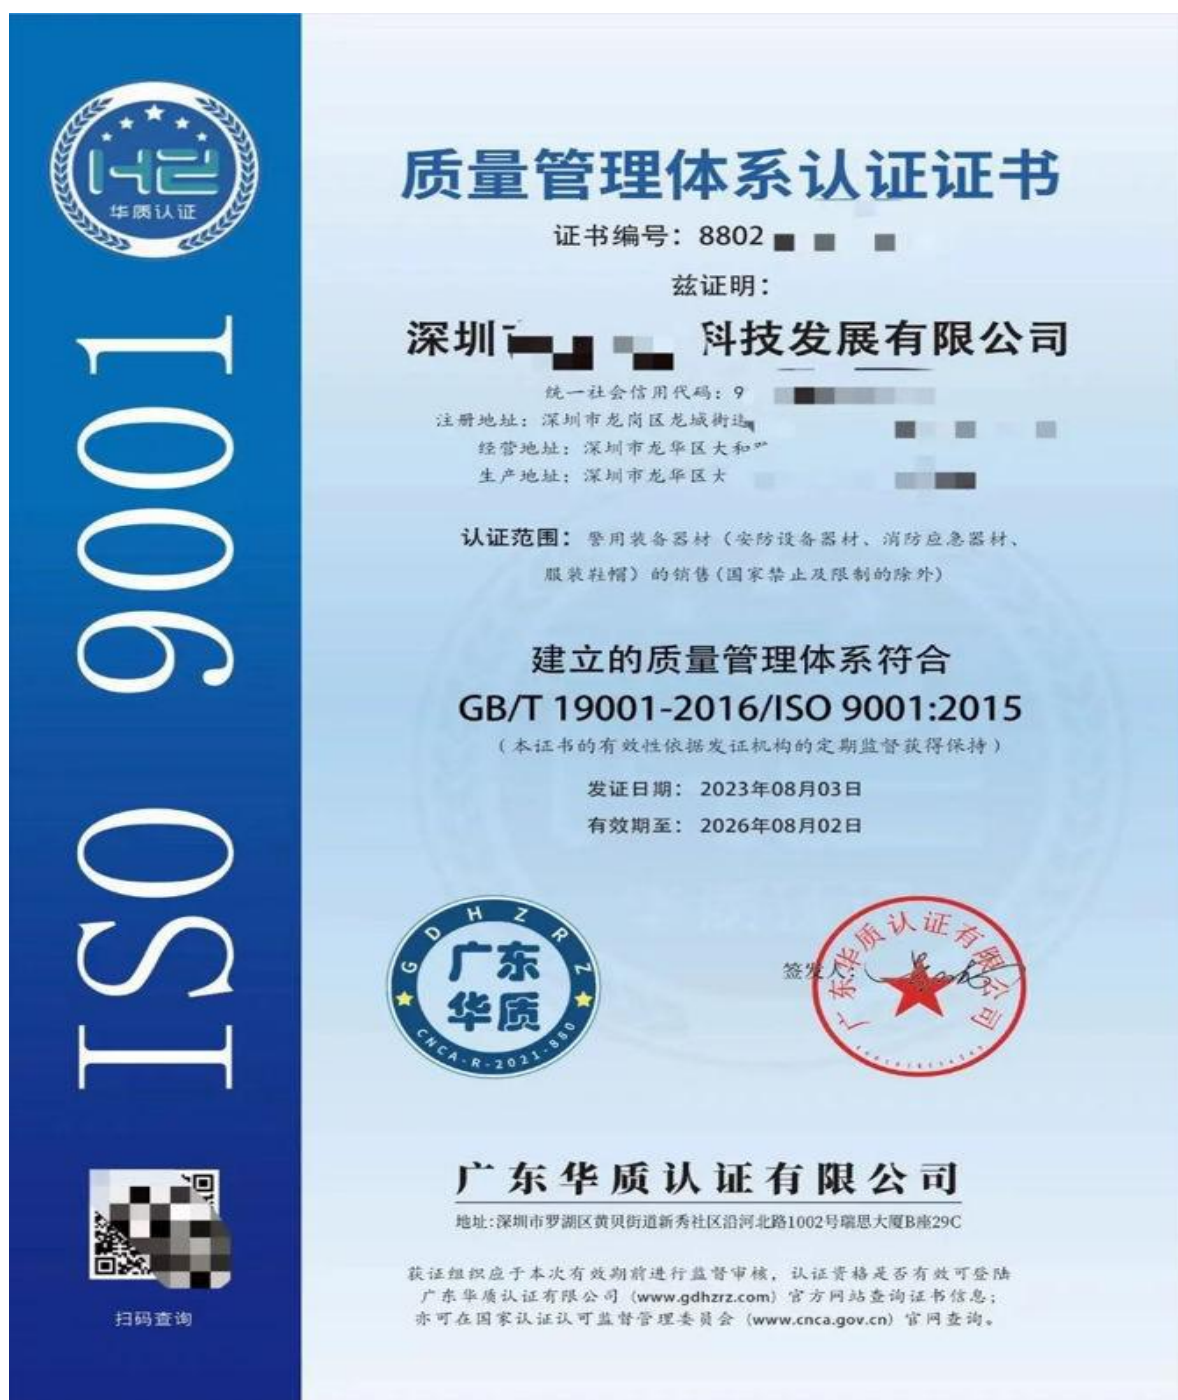 质量管理体系认证证书
证书编号：8802
兹证明：
深圳 科技发展有限公司
统一社会信用代码：9
注册地址：深圳市龙岗区龙城街道
经营地址：深圳市龙华区大和
生产地址：深圳市龙华区大
认证范围：警用装备器材（安防设备器材、消防应急器材、
服装鞋帽）的销售(国家禁止及限制的除外)
建立的质量管理体系符合
GB/T 19001-2016/ISO 9001:2015
（本证书的有效性依据发证机构的定期监督获得保持）
发证日期： 2023年08月03日
有效期至： 2026年08月02日
GDHZRZ
广东
华质
CNCA-R-2021-880
签发人：
广东华质认证有限公司
广东华质认证有限公司
地址:深圳市罗湖区黄贝街道新秀社区沿河北路1002号瑞思大厦B座29C
获证组织应于本次有效期前进行监督审核，认证资格是否有效可登陆
广东华质认证有限公司（www.gdhzrz.com）官方网站查询证书信息；
亦可在国家认证认可监督管理委员会（www.cnca.gov.cn）官网查询。
HZ
华质认证
ISO 9001
扫码查询